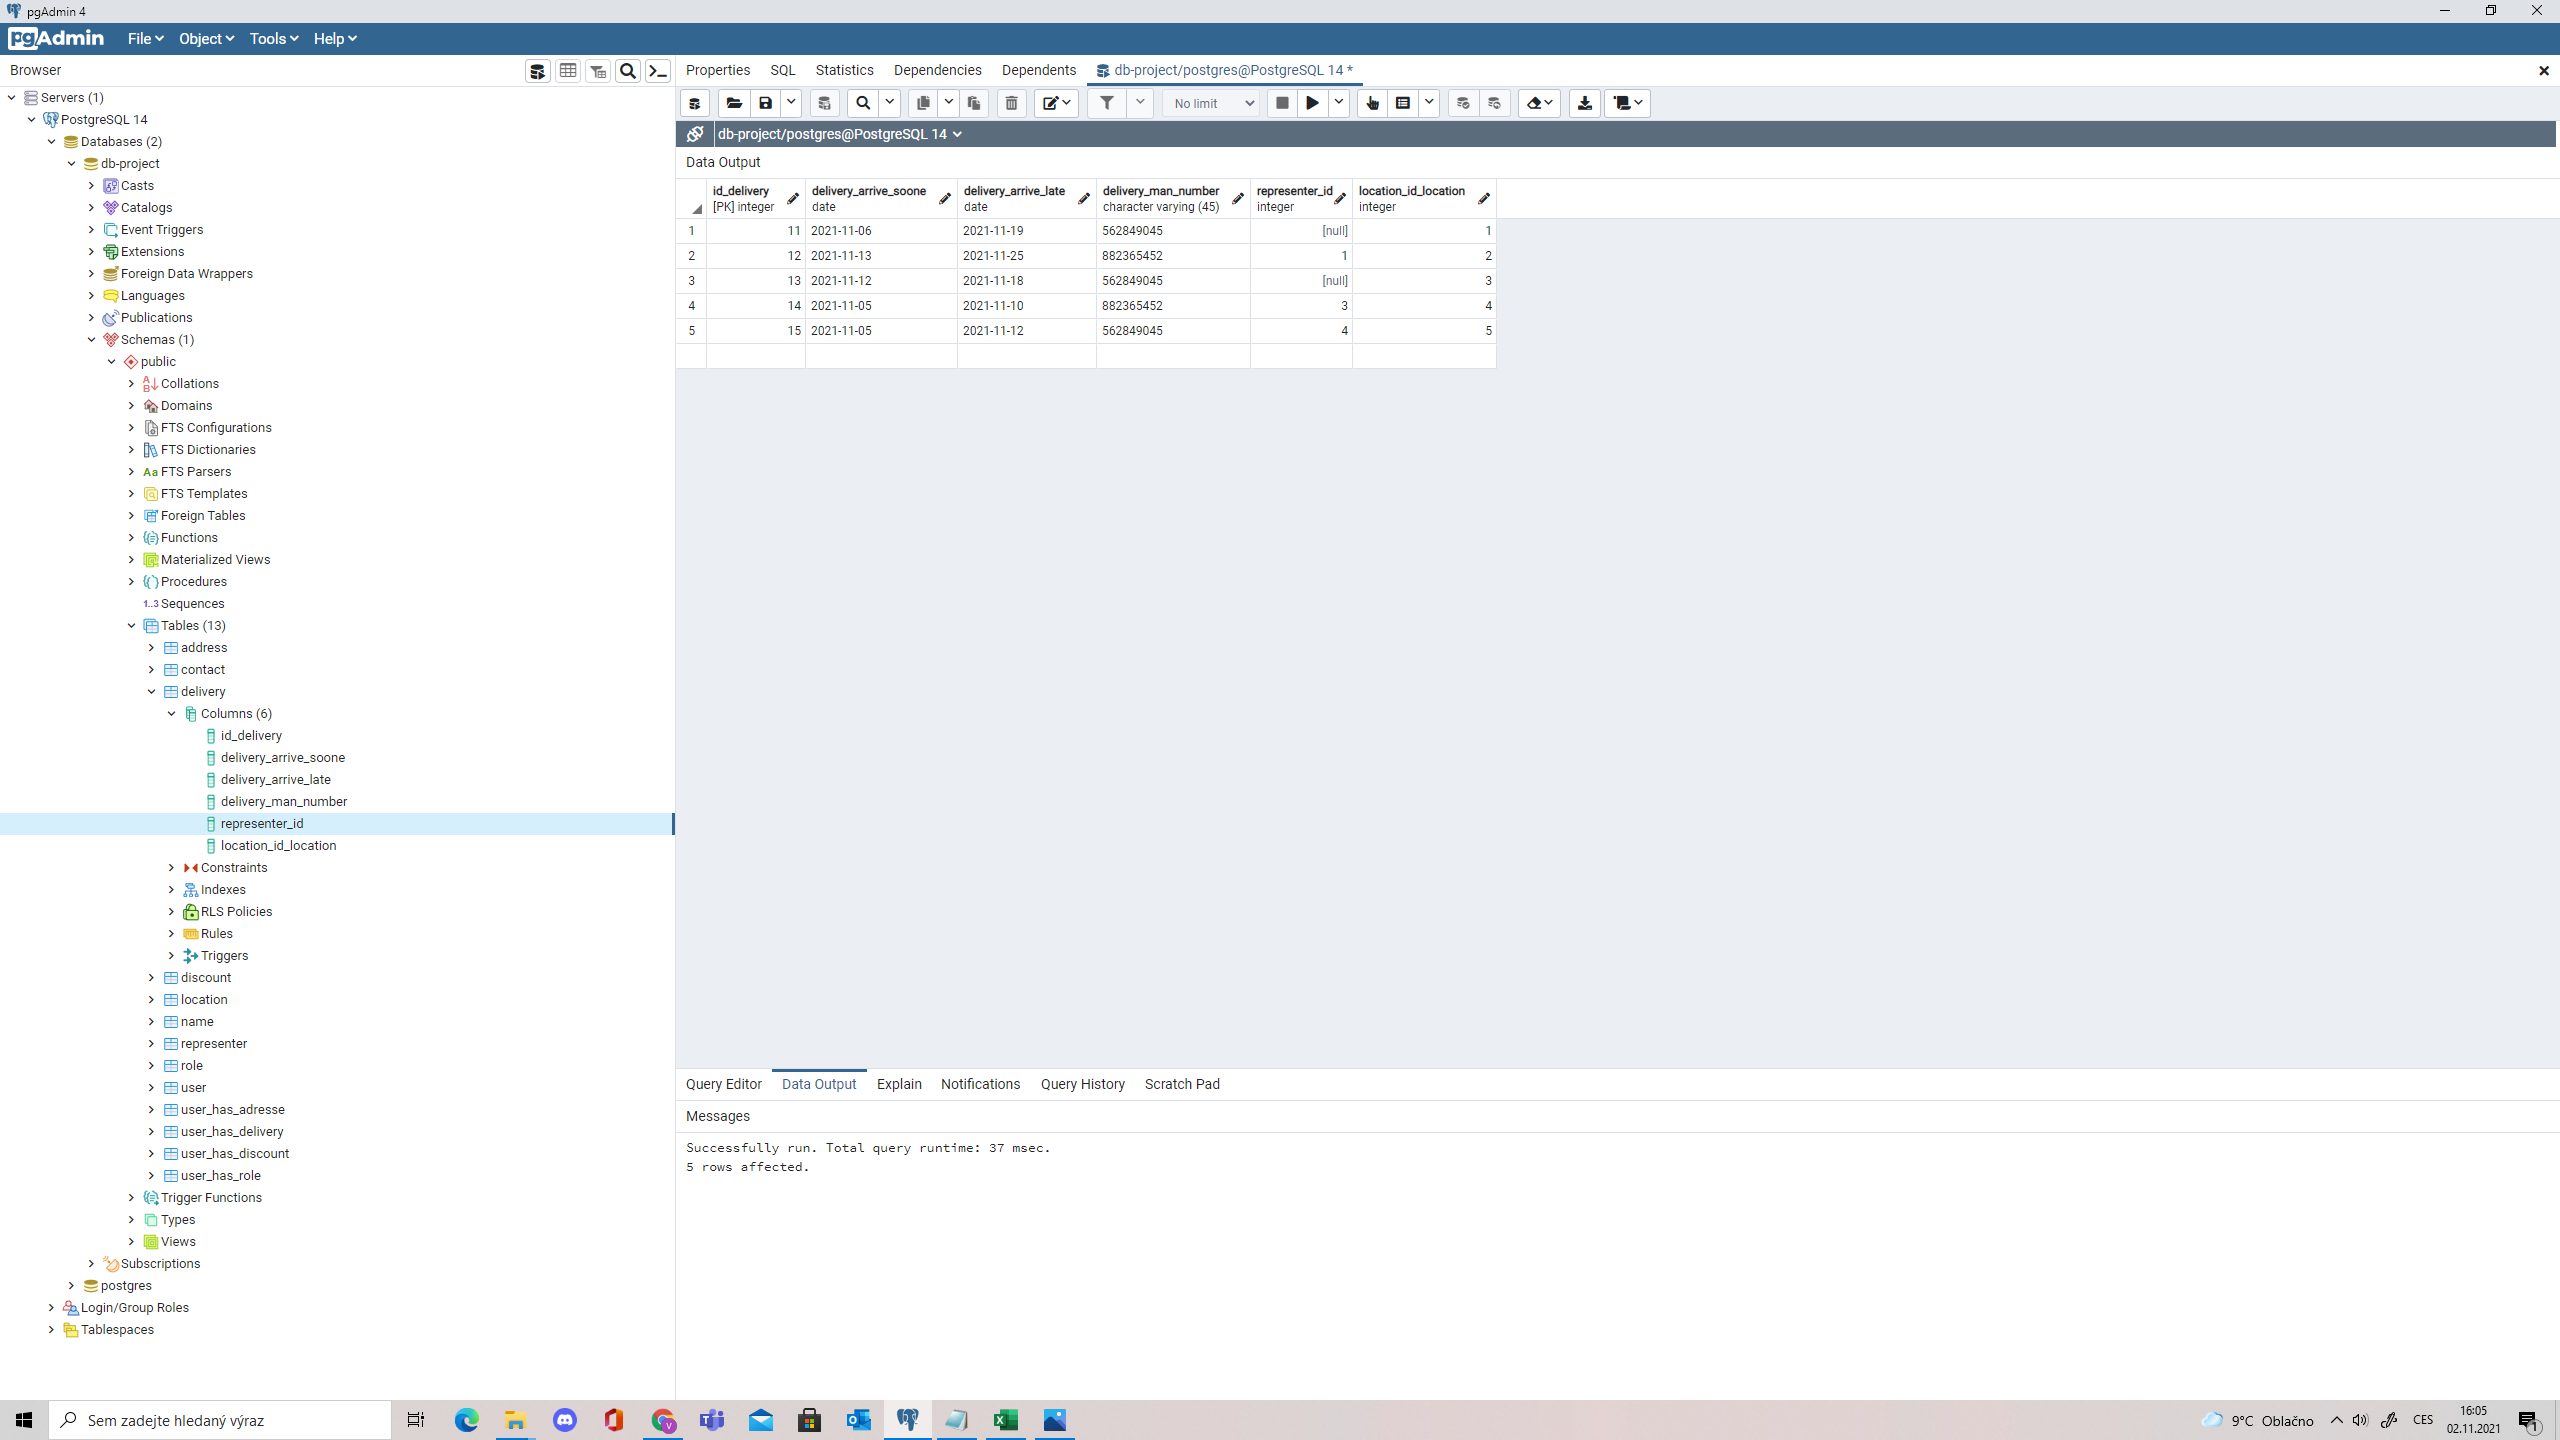 pgAdmin 4
pgAdmin File Object Tools Help
Browser
Servers (1)
PostgreSQL 14
Databases (2)
db-project
Casts
Catalogs
Event Triggers
Extensions
Foreign Data Wrappers
Languages
Publications
Schemas (1)
public
Collations
Domains
FTS Configurations
FTS Dictionaries
Aa FTS Parsers
FTS Templates
Foreign Tables
Functions
Materialized Views
Procedures
1..3 Sequences
Tables (13)
address
contact
delivery
Columns (6)
id_delivery
delivery_arrive_soone
delivery_arrive_late
delivery_man_number
representer_id
location_id_location
Constraints
Indexes
RLS Policies
Rules
Triggers
discount
location
name
representer
role
user
user_has_adresse
user_has_delivery
user_has_discount
user_has_role
Trigger Functions
Types
Views
Subscriptions
postgres
Login/Group Roles
Tablespaces
Properties SQL Statistics Dependencies Dependents db-project/postgres@PostgreSQL 14 *
No limit
db-project/postgres@PostgreSQL 14
Data Output
id_delivery delivery_arrive_soone delivery_arrive_late delivery_man_number representer_id location_id_location
[PK] integer date date character varying (45) integer integer
1 11 2021-11-06 2021-11-19 562849045 [null] 1
2 12 2021-11-13 2021-11-25 882365452 1 2
3 13 2021-11-12 2021-11-18 562849045 [null] 3
4 14 2021-11-05 2021-11-10 882365452 3 4
5 15 2021-11-05 2021-11-12 562849045 4 5
Query Editor Data Output Explain Notifications Query History Scratch Pad
Messages
Successfully run. Total query runtime: 37 msec.
5 rows affected.
Sem zadejte hledaný výraz
9°C Oblačno
CES
16:05
02.11.2021
1